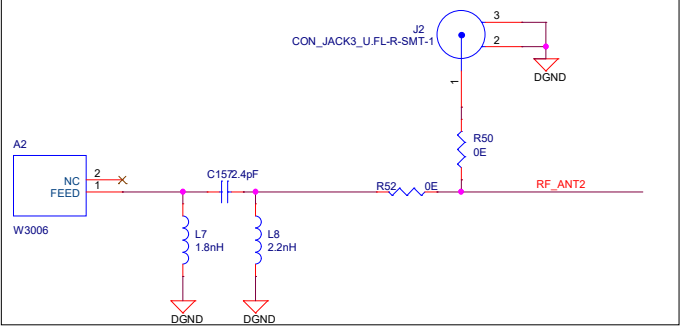 J2
CON_JACK3_U.FL-R-SMT-1
3
2
DGND
1
R50
0E
A2
NC
FEED
2
1
W3006
C157 2.4pF
R52
0E
RF_ANT2
L7
1.8nH
L8
2.2nH
DGND
DGND